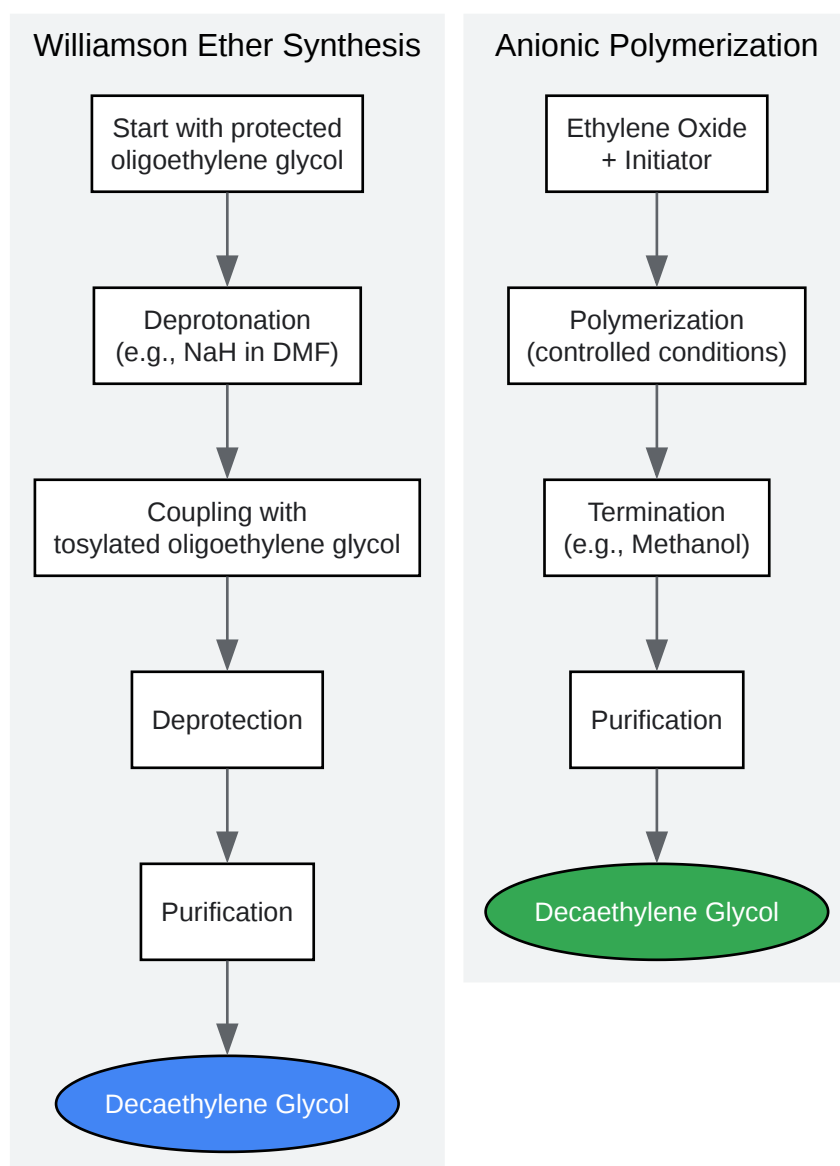 Williamson Ether Synthesis
Start with protected
oligoethylene glycol
Deprotonation
(e.g., NaH in DMF)
Coupling with
tosylated oligoethylene glycol
Deprotection
Purification
Decaethylene Glycol
Anionic Polymerization
Ethylene Oxide
+ Initiator
Polymerization
(controlled conditions)
Termination
(e.g., Methanol)
Purification
Decaethylene Glycol